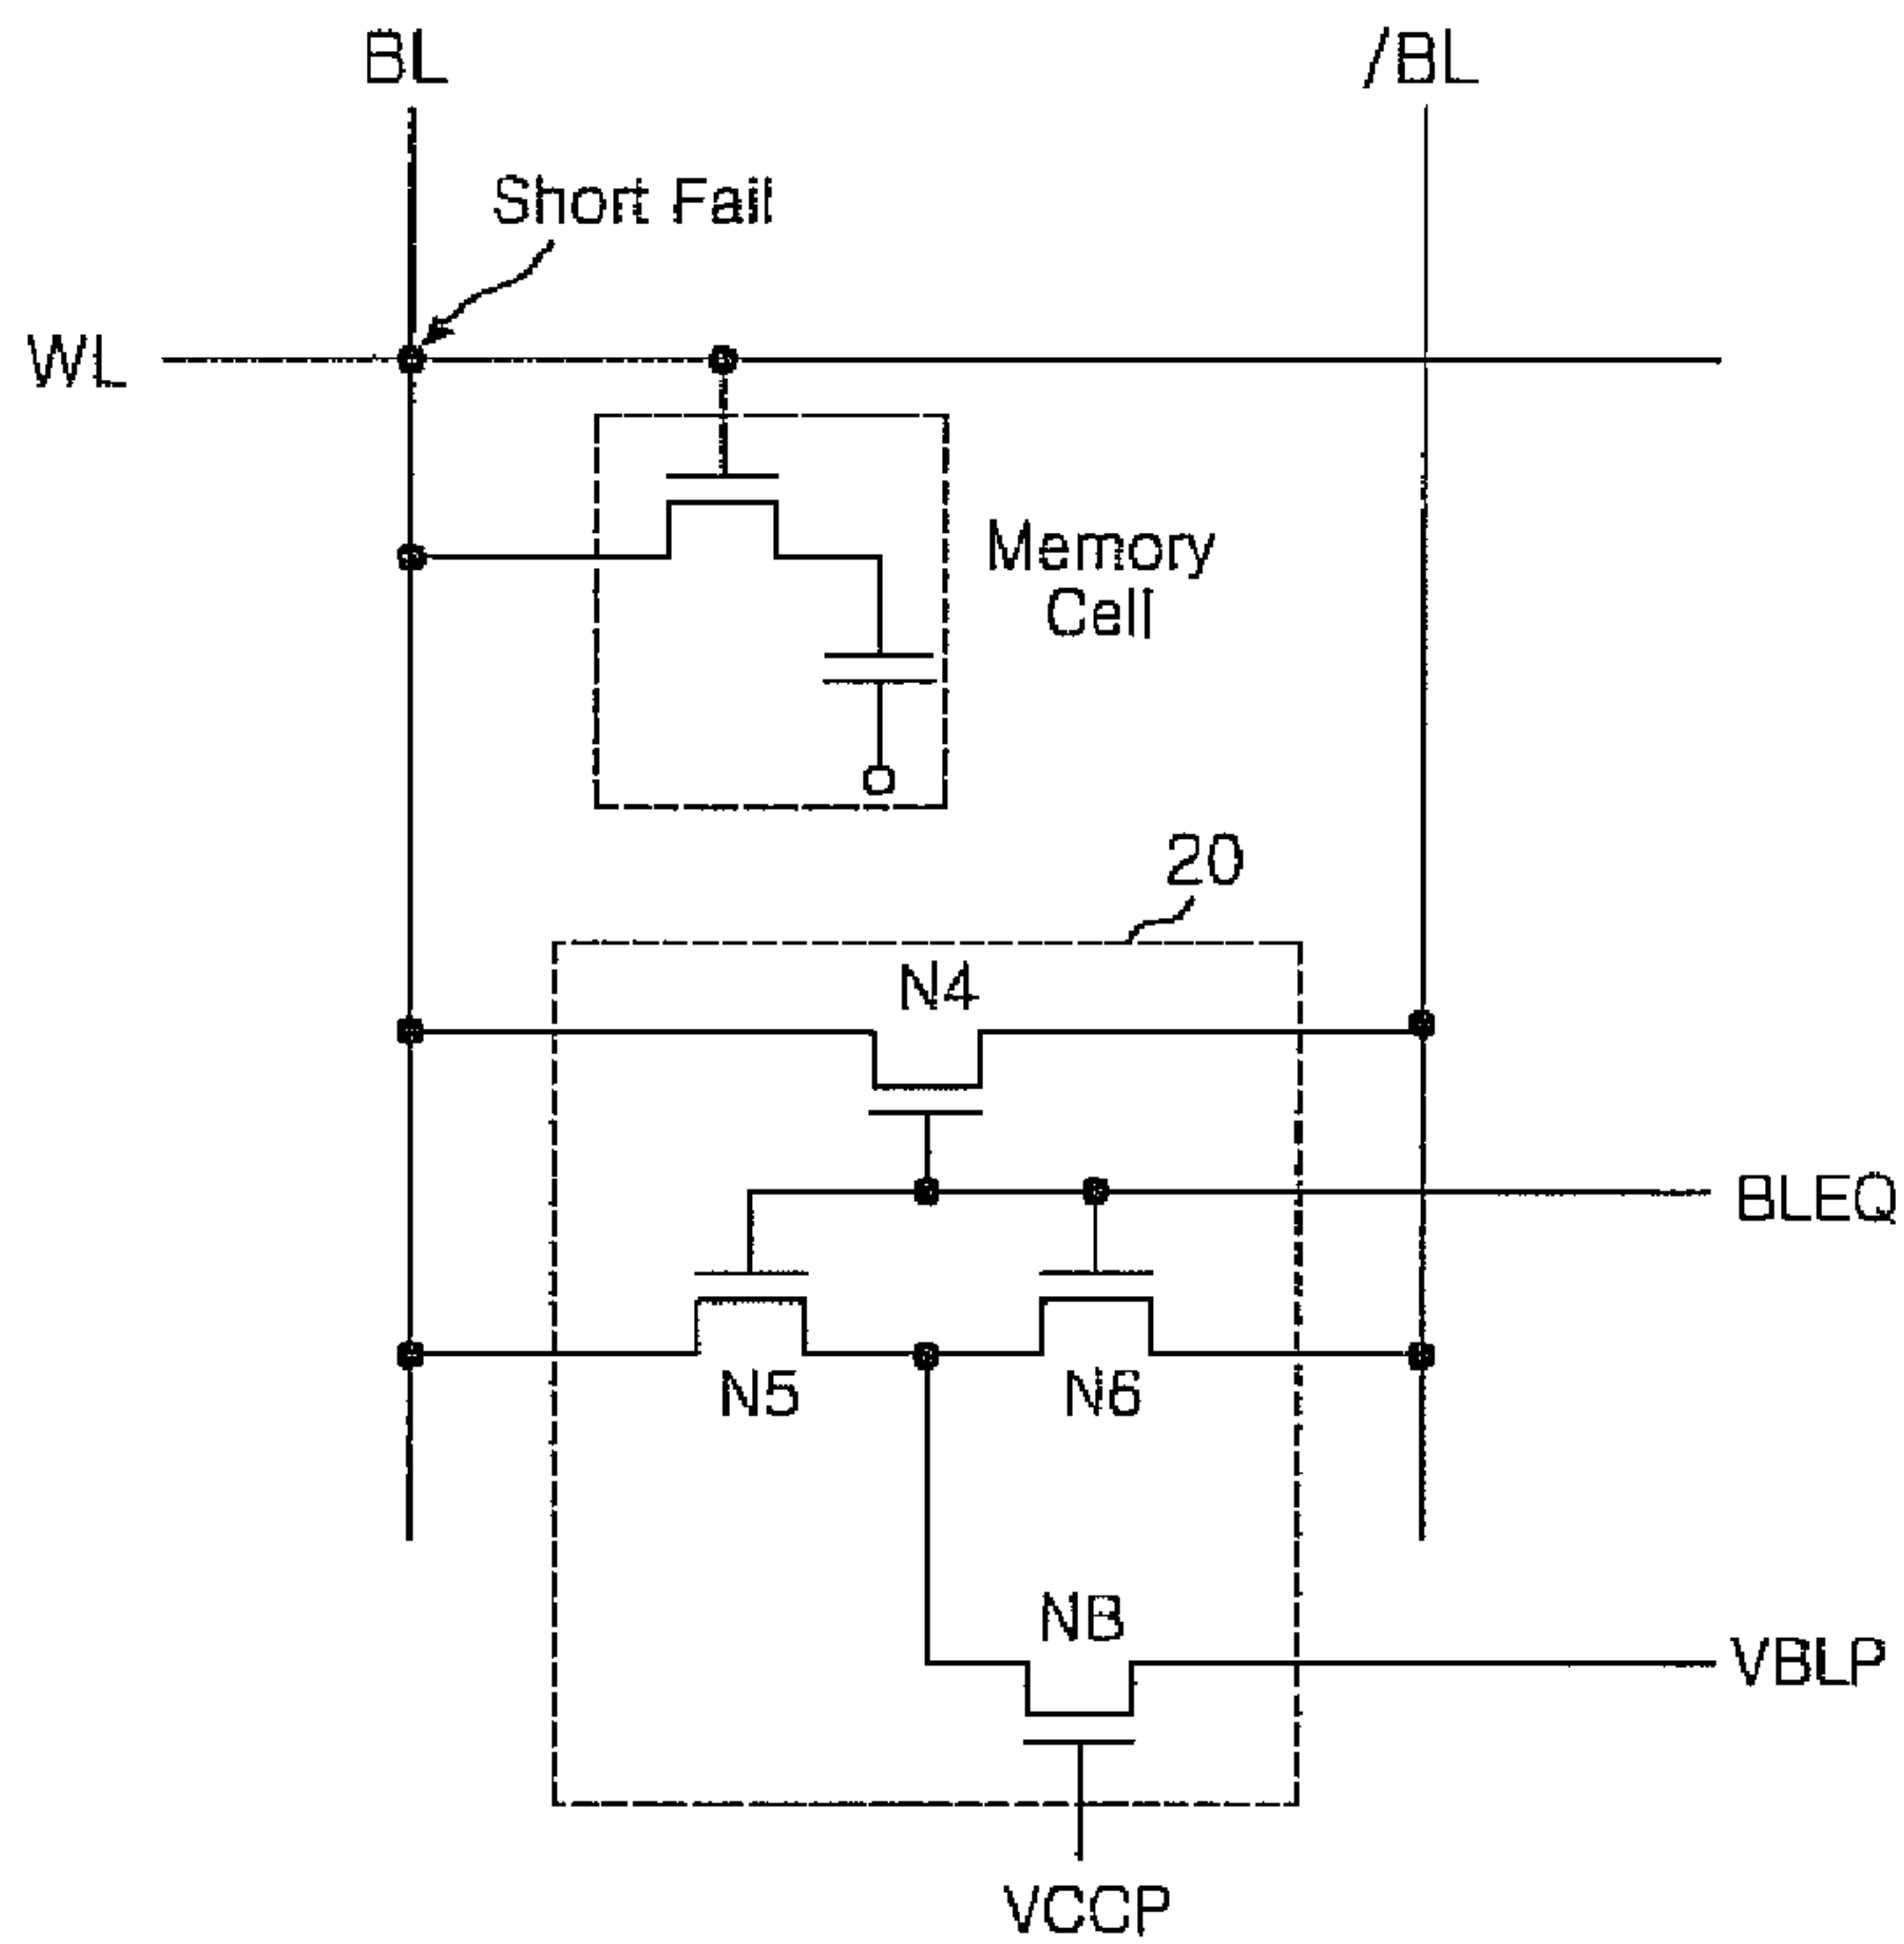 BL
/BL
Short Fail
WL
Memory
Cell
20
N4
BLEQ
N5
N6
NB
VBLP
VCCP